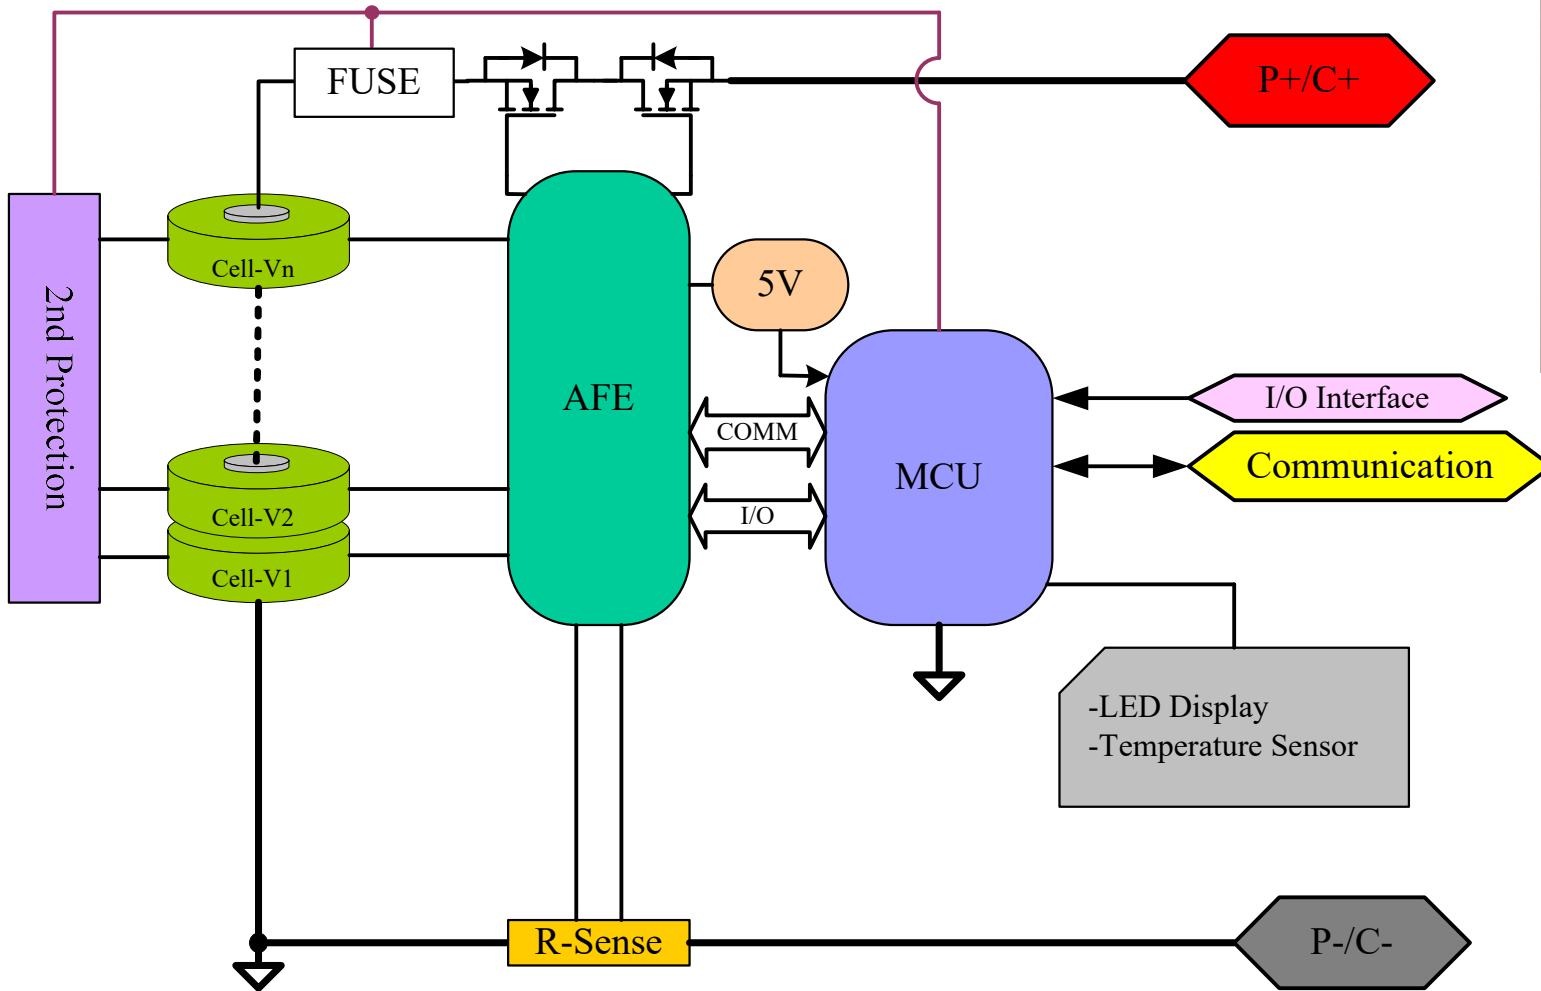 FUSE
P+/C+
Cell-Vn
5V
2nd Protection
AFE
I/O Interface
COMM
MCU
Communication
Cell-V2
I/O
Cell-V1
-LED Display
-Temperature Sensor
R-Sense
P-/C-